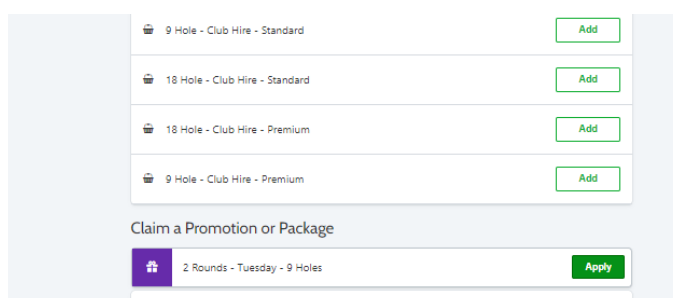 9 Hole - Club Hire - Standard Add
18 Hole - Club Hire - Standard Add
18 Hole - Club Hire - Premium Add
9 Hole - Club Hire - Premium Add
Claim a Promotion or Package
2 Rounds - Tuesday - 9 Holes Apply